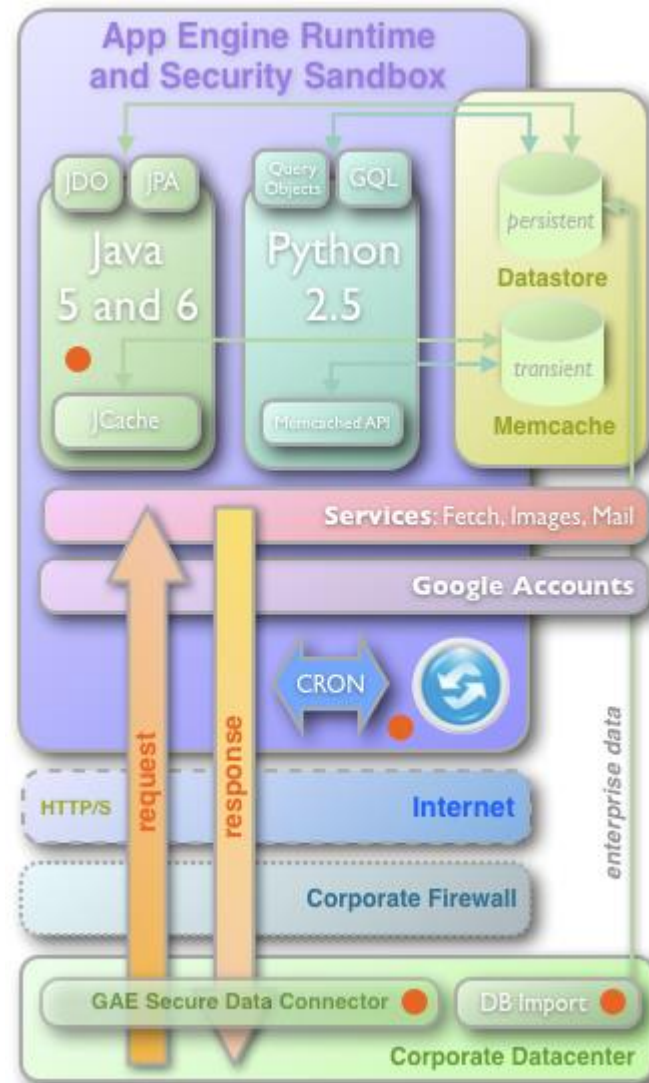 App Engine Runtime
and Security Sandbox
JDO
JPA
Query
Objects
GQL
Java
5 and 6
Python
2.5
persistent
Datastore
transient
Memcache
JCache
Memcached API
Services: Fetch, Images, Mail
Google Accounts
CRON
request
response
enterprise data
HTTP/S
Internet
Corporate Firewall
GAE Secure Data Connector
DB Import
Corporate Datacenter